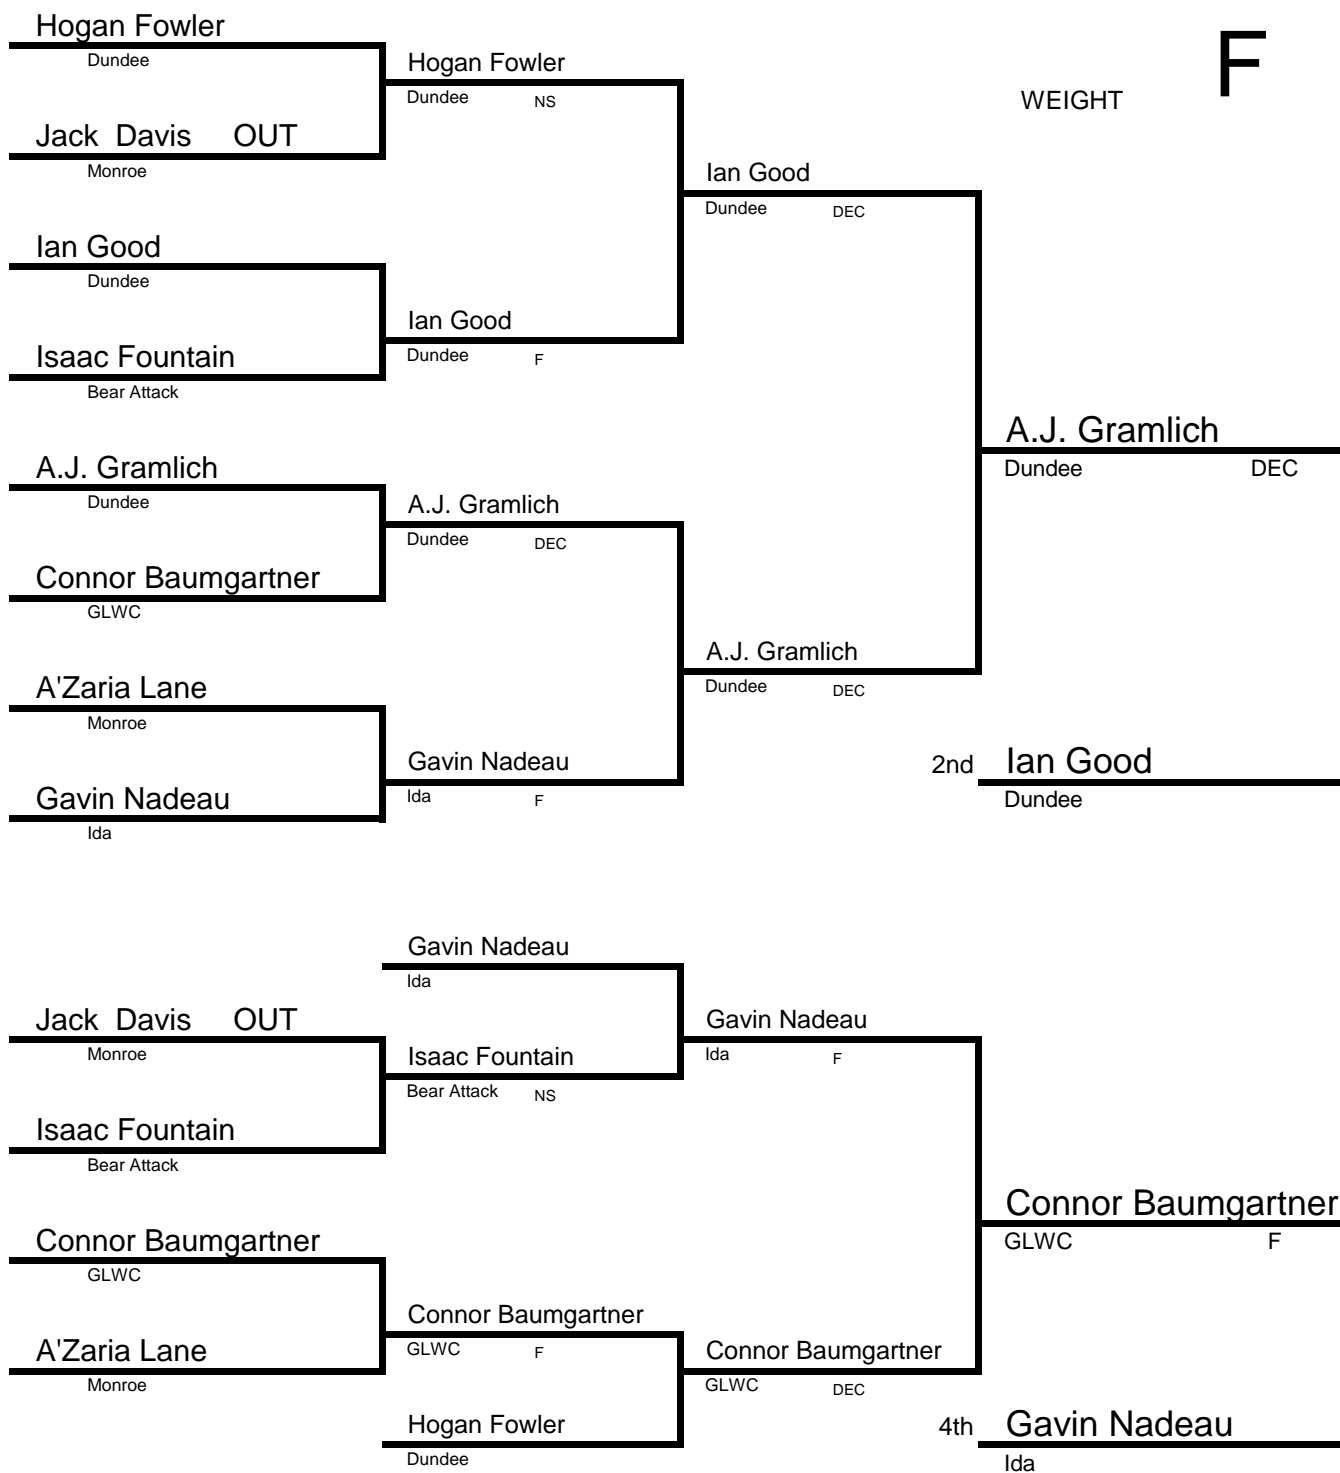 Hogan Fowler
Dundee
Hogan Fowler
Dundee NS
F
WEIGHT
Jack Davis OUT
Monroe
Ian Good
Dundee DEC
Ian Good
Dundee
Ian Good
Dundee F
Isaac Fountain
Bear Attack
A.J. Gramlich
Dundee DEC
A.J. Gramlich
Dundee
A.J. Gramlich
Dundee DEC
Connor Baumgartner
GLWC
A.J. Gramlich
Dundee DEC
A'Zaria Lane
Monroe
Gavin Nadeau
Ida F
2nd Ian Good
Dundee
Gavin Nadeau
Ida
Gavin Nadeau
Ida
Jack Davis OUT
Monroe
Gavin Nadeau
Ida F
Isaac Fountain
Bear Attack NS
Isaac Fountain
Bear Attack
Connor Baumgartner
GLWC F
Connor Baumgartner
GLWC
Connor Baumgartner
GLWC F
A'Zaria Lane
Monroe
Connor Baumgartner
GLWC DEC
Hogan Fowler
Dundee
4th Gavin Nadeau
Ida